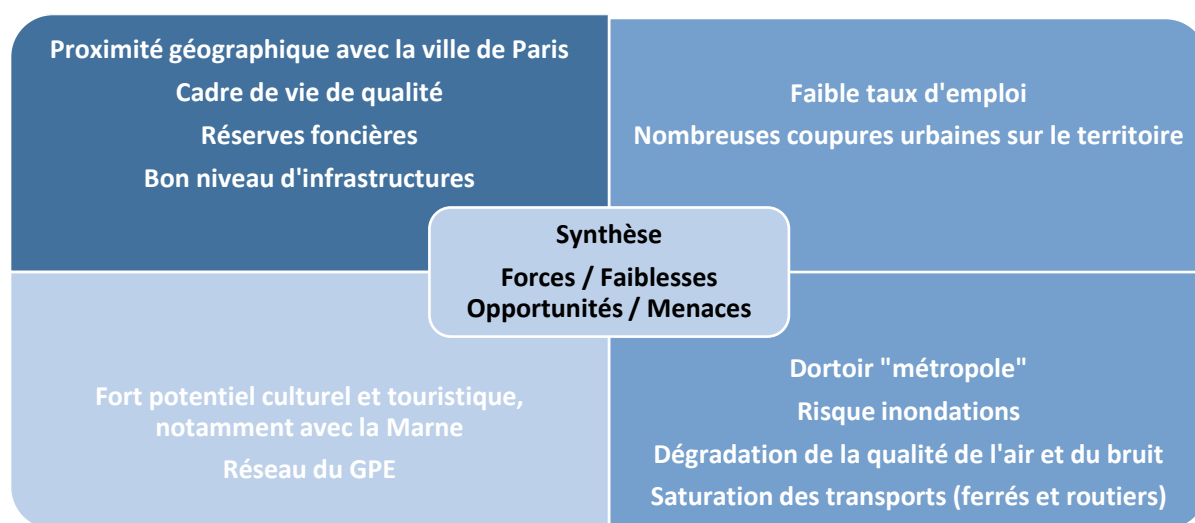 Proximité géographique avec la ville de Paris
Cadre de vie de qualité
Réserves foncières
Bon niveau d'infrastructures
Faible taux d'emploi
Nombreuses coupures urbaines sur le territoire
Synthèse
Forces / Faiblesses
Opportunités / Menaces
Fort potentiel culturel et touristique,
notamment avec la Marne
Réseau du GPE
Dortoir "métropole"
Risque inondations
Dégradation de la qualité de l'air et du bruit
Saturation des transports (ferrés et routiers)